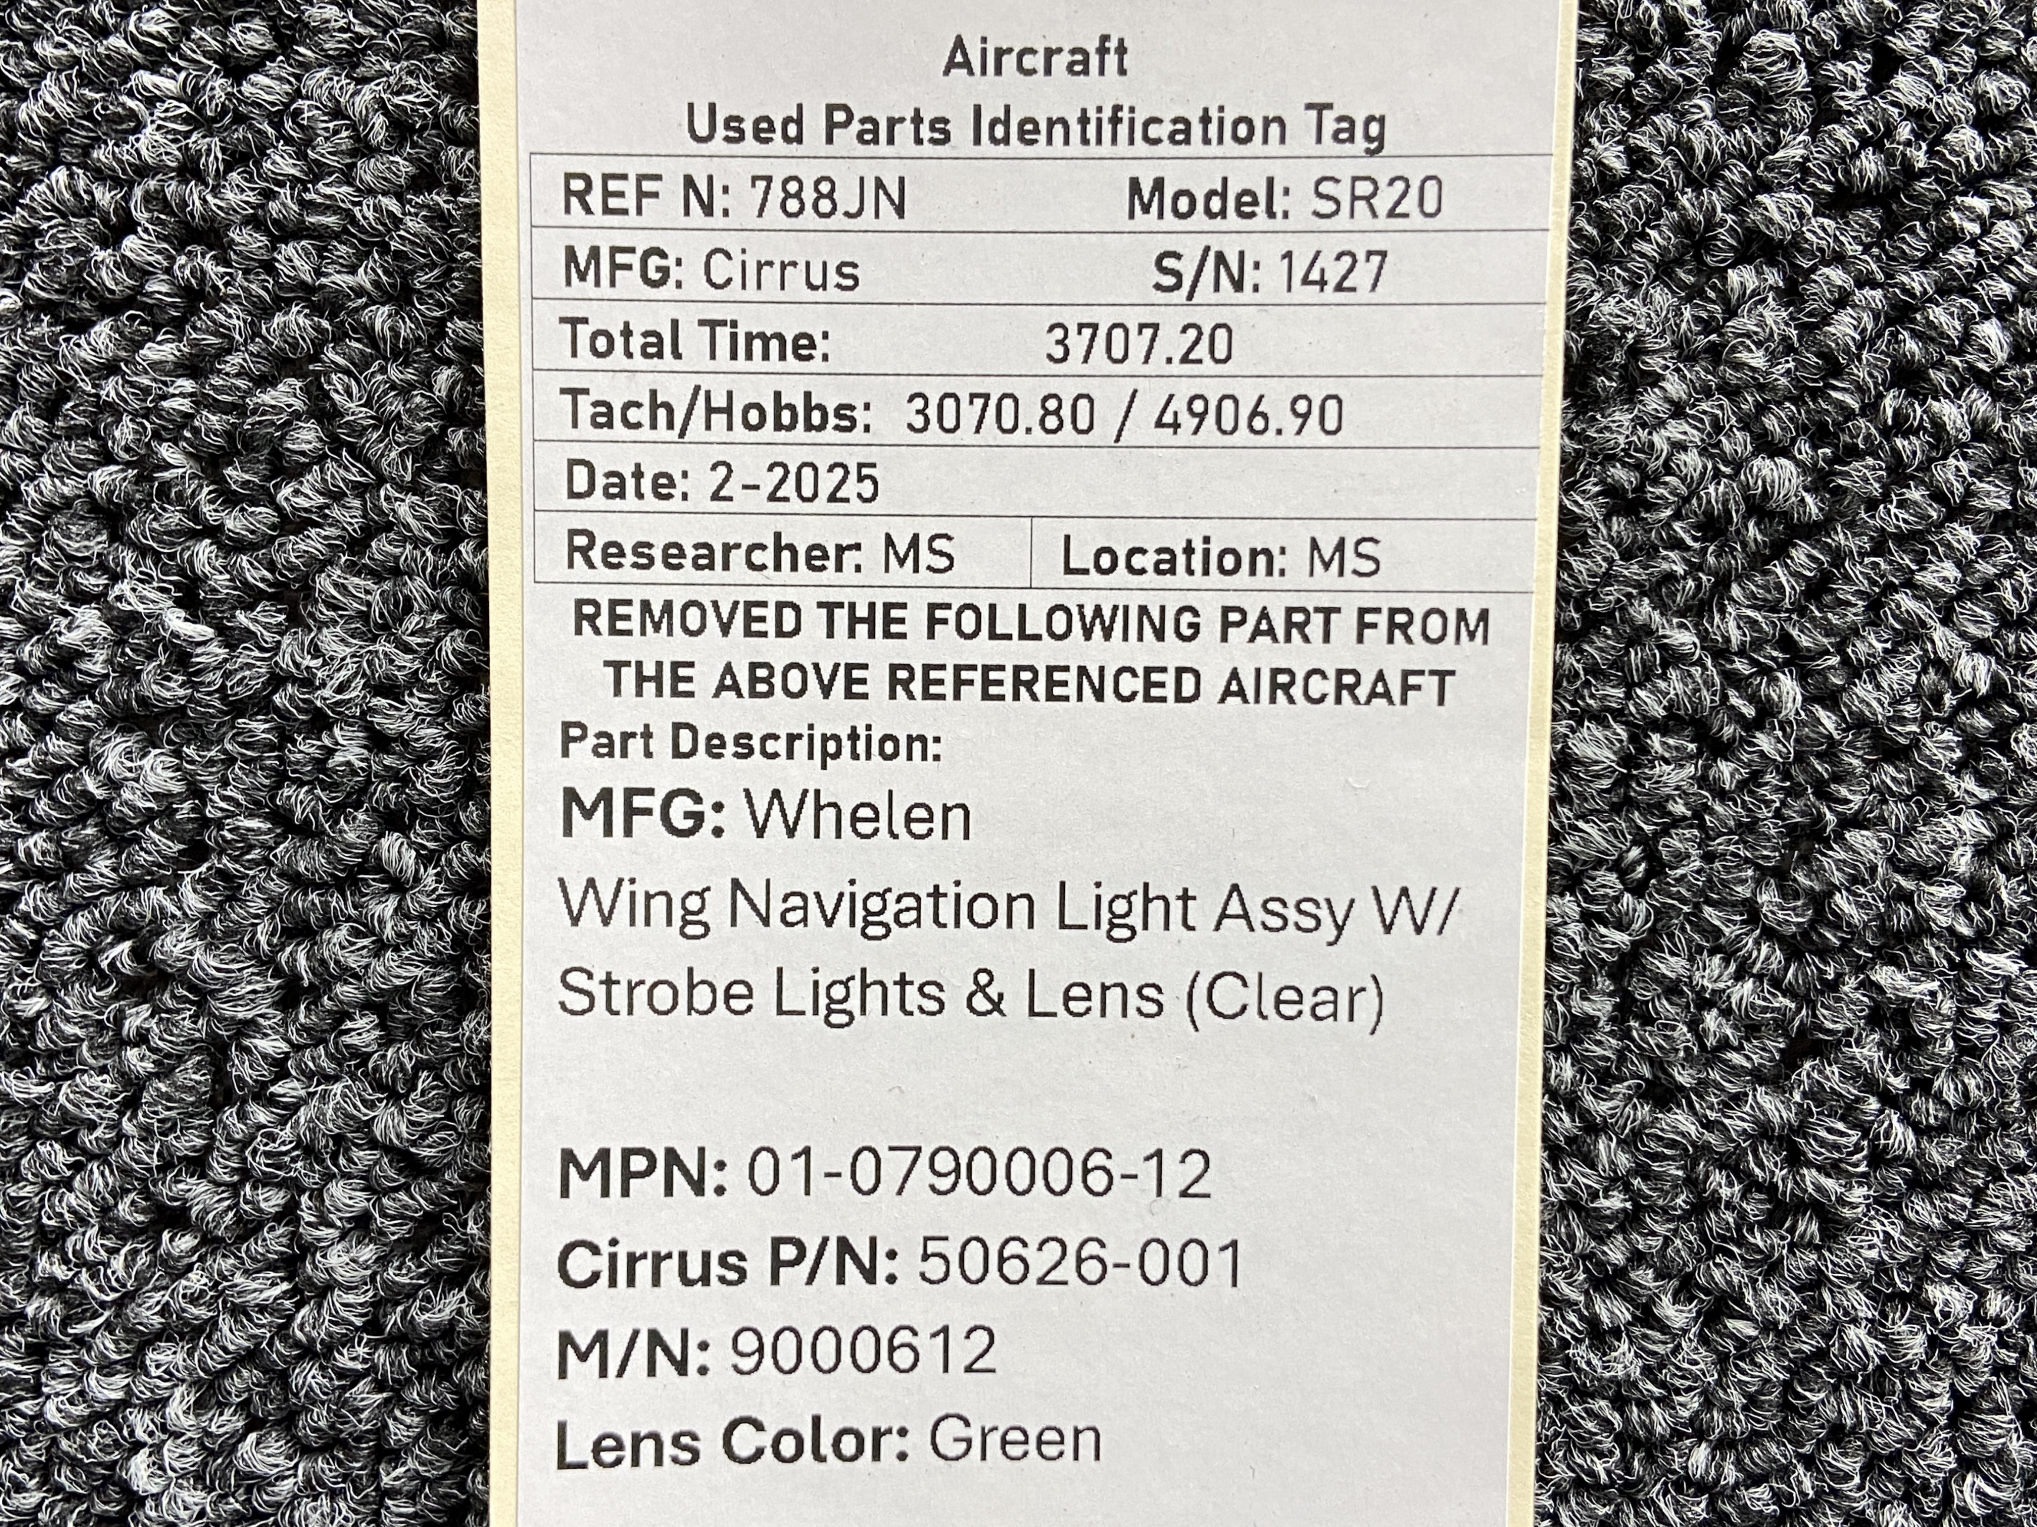 Aircraft
Used Parts Identification Tag
REF N: 788JN Model: SR20
MFG: Cirrus S/N: 1427
Total Time: 3707.20
Tach/Hobbs: 3070.80 / 4906.90
Date: 2-2025
Researcher: MS Location: MS
REMOVED THE FOLLOWING PART FROM
THE ABOVE REFERENCED AIRCRAFT
Part Description:
MFG: Whelen
Wing Navigation Light Assy W/
Strobe Lights & Lens (Clear)
MPN: 01-0790006-12
Cirrus P/N: 50626-001
M/N: 9000612
Lens Color: Green